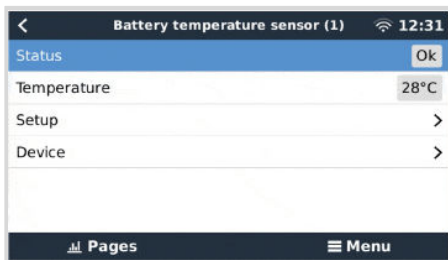 Battery temperature sensor (1) 12:31
Status Ok
Temperature 28°C
Setup
Device
Pages Menu